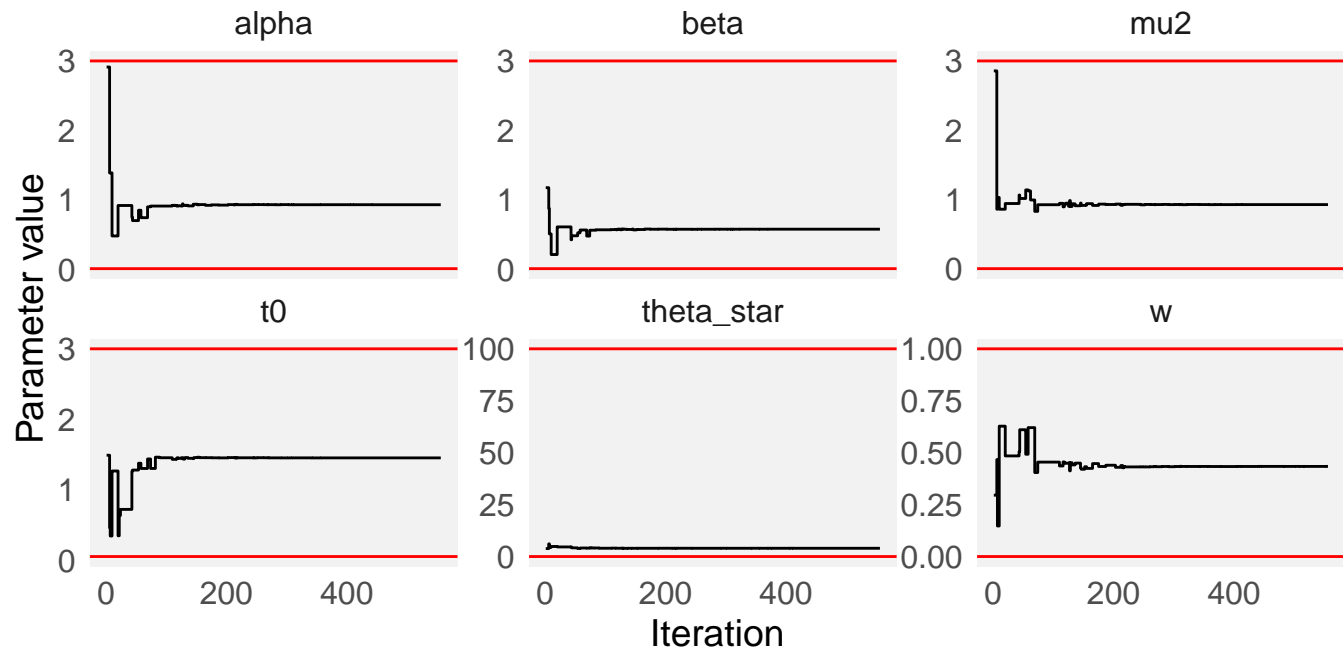 alpha beta mu2
3 3 3
2 2 2
1 1 1
0 0 0
t0 theta_star w
3 100 1.00
2 75 0.75
50 0.50
1 25 0.25
0 0 0.00
0 200 400 0 200 400 0 200 400
Iteration
Parameter value